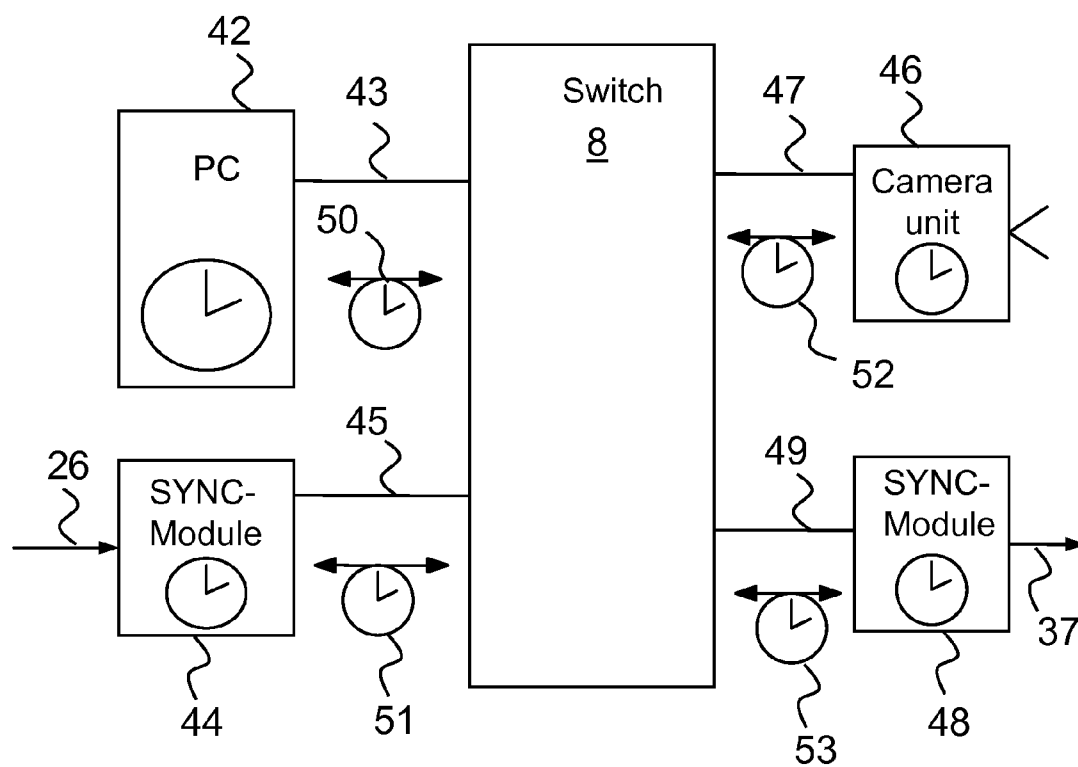 42
43
Switch
8
47
46
PC
50
Camera
unit
52
26
45
SYNC-
Module
49
SYNC-
Module
44
51
53
48
37